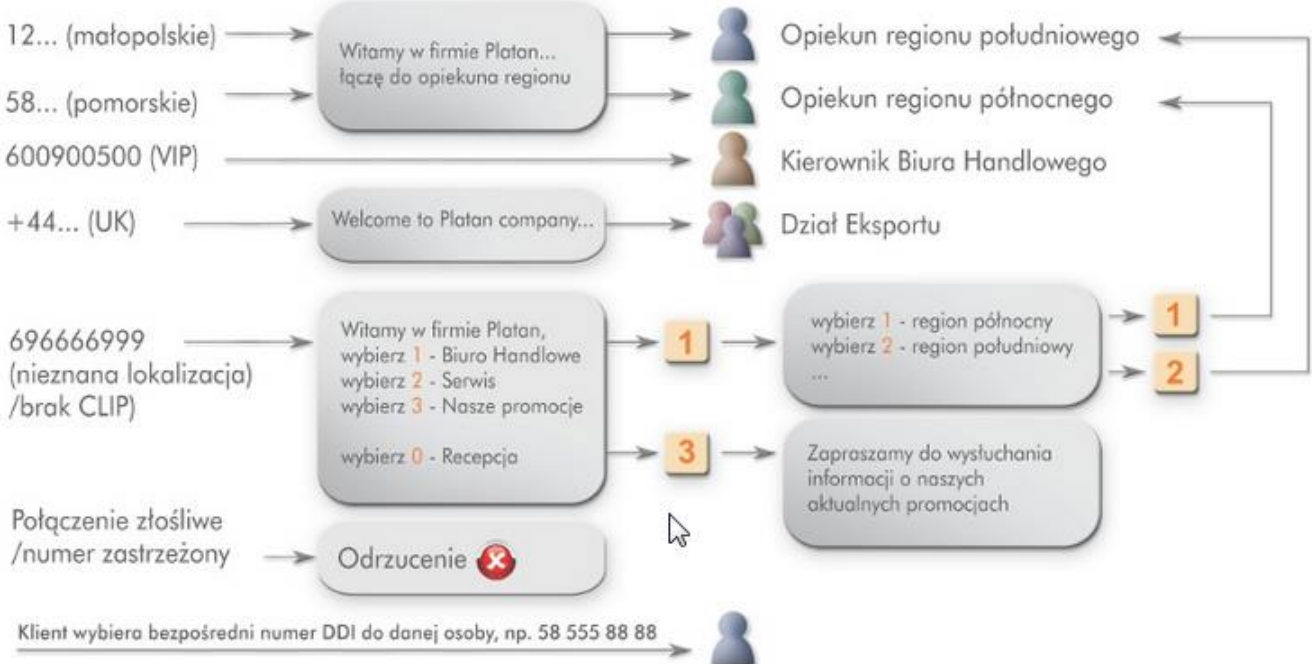 12... (małopolskie)
Witamy w firmie Platan...
łączę do opiekuna regionu
Opiekun regionu południowego
58... (pomorskie)
Opiekun regionu północnego
600900500 (VIP)
Kierownik Biura Handlowego
+44... (UK)
Welcome to Platan company...
Dział Eksportu
696666999
(nieznana lokalizacja)
/brak CLIP)
Witamy w firmie Platan,
wybierz 1 - Biuro Handlowe
wybierz 2 - Serwis
wybierz 3 - Nasze promocje
wybierz 0 - Recepcja
1
wybierz 1 - region północny
wybierz 2 - region południowy
...
1
2
3
Zapraszamy do wysłuchania
informacji o naszych
aktualnych promocjach
Połączenie złośliwe
/numer zastrzeżony
Odrzucenie
Klient wybiera bezpośredni numer DDI do danej osoby, np. 58 555 88 88